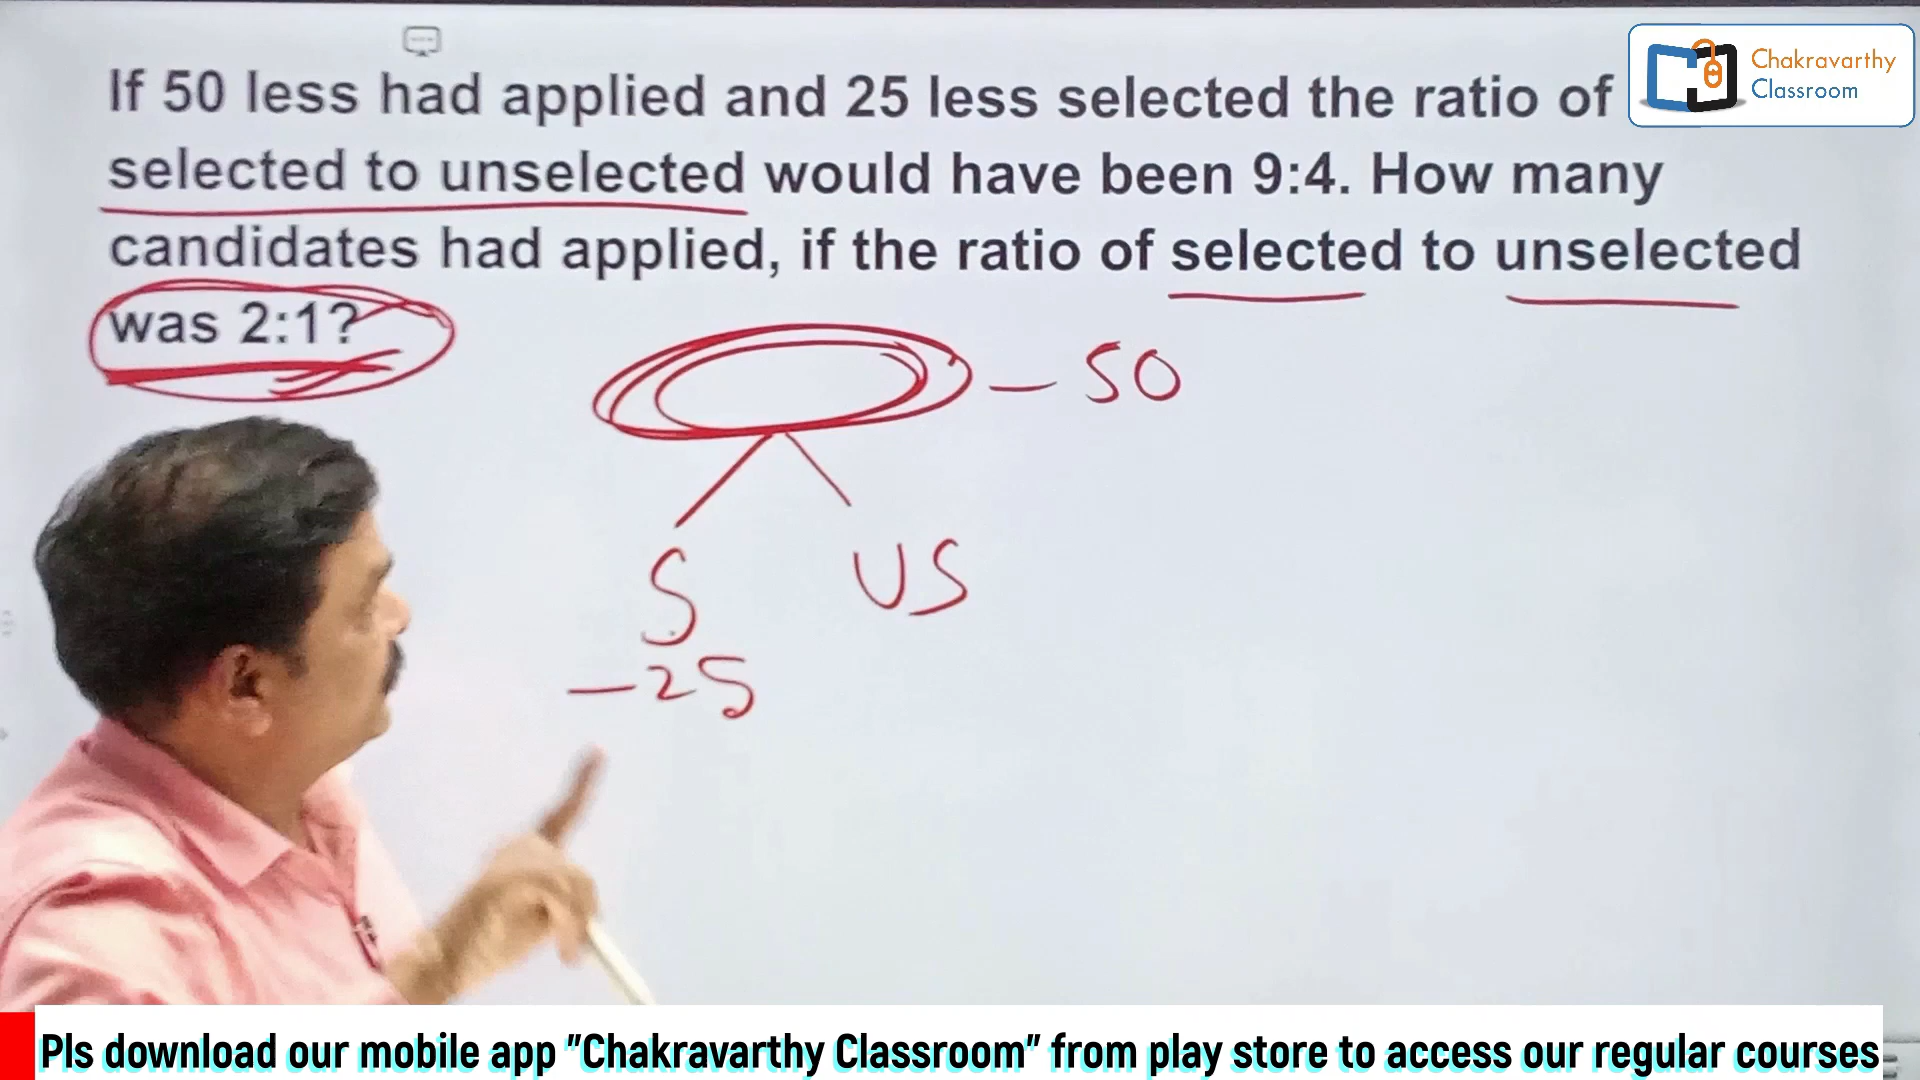 If 50 less had applied and 25 less selected the ratio of
selected to unselected would have been 9:4. How many
candidates had applied, if the ratio of selected to unselected
was 2:1?
Chakravarthy
Classroom
- 50
S US
- 25
Pls download our mobile app "Chakravarthy Classroom" from play store to access our regular courses